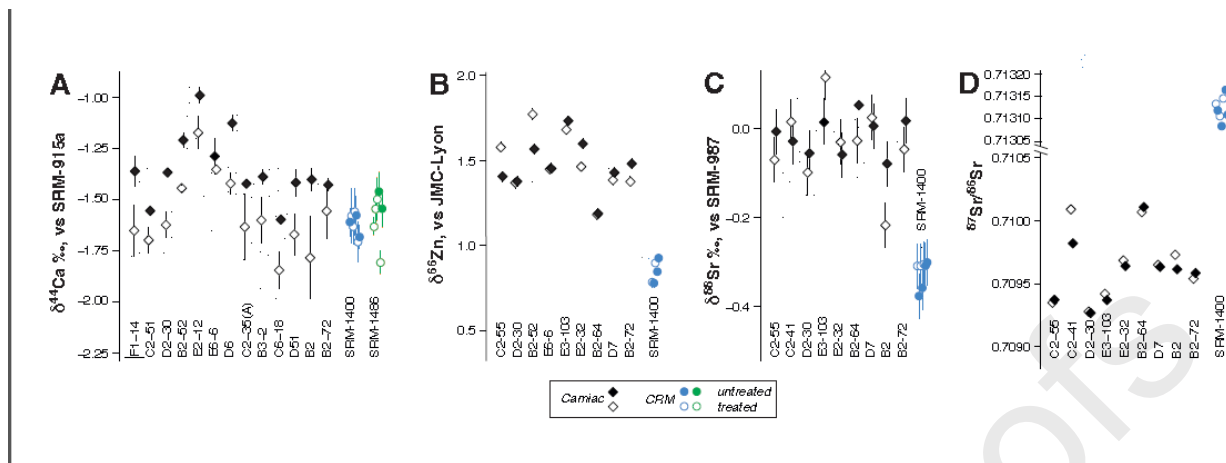 A
δ⁴⁴Ca ‰, vs SRM-915a
−1.00
−1.25
−1.50
−1.75
−2.00
−2.25
F1−14
C2−51
D2−30
B2−52
E2−12
E6−6
D6
C2−35(A)
B3−2
C6−18
D51
B2
B2−72
SRM−1400
SRM−1486
B
δ⁶⁶Zn, vs JMC-Lyon
2.0
1.5
1.0
0.5
C2−55
D2−30
B2−52
E6−6
E3−103
E2−32
B2−64
D7
B2−72
SRM−1400
C
δ⁸⁸Sr ‰, vs SRM-987
0.0
−0.2
−0.4
C2−55
C2−41
D2−30
E3−103
E2−32
B2−64
D7
B2
B2−72
SRM−1400
D
⁸⁷Sr/⁸⁶Sr
0.71320
0.71315
0.71310
0.71305
0.7105
0.7100
0.7095
0.7090
C2−55
C2−41
D2−30
E3−103
E2−32
B2−64
D7
B2−72
SRM−1400
Camiac
CRM
untreated
treated
ofs